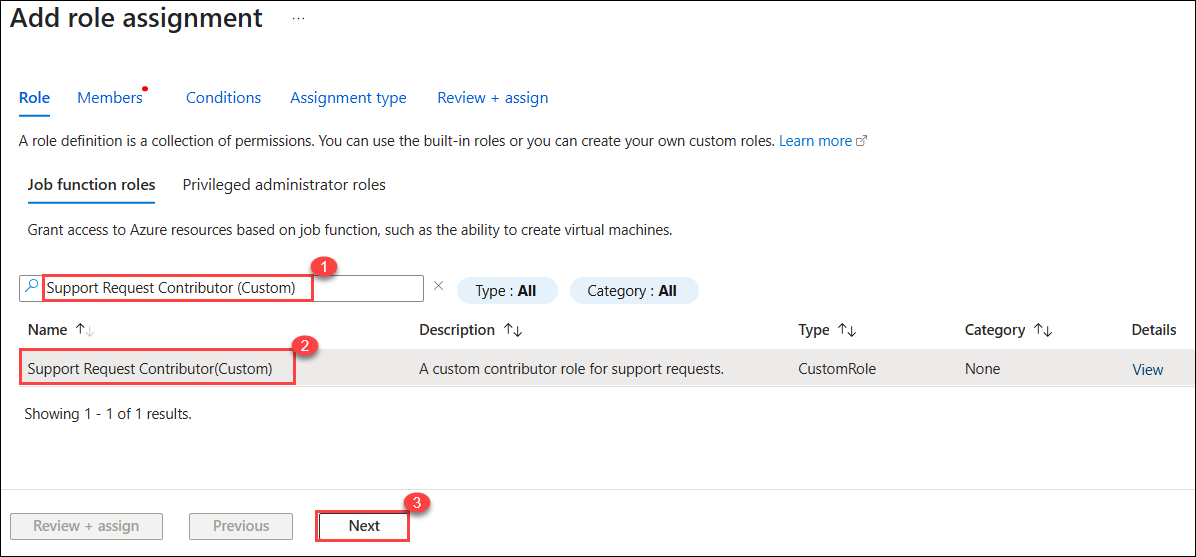 Add role assignment ...
Role Members Conditions Assignment type Review + assign
A role definition is a collection of permissions. You can use the built-in roles or you can create your own custom roles. Learn more
Job function roles Privileged administrator roles
Grant access to Azure resources based on job function, such as the ability to create virtual machines.
1
Support Request Contributor (Custom) Type : All Category : All
Name Description Type Category Details
2
Support Request Contributor(Custom) A custom contributor role for support requests. CustomRole None View
Showing 1 - 1 of 1 results.
3
Review + assign Previous Next